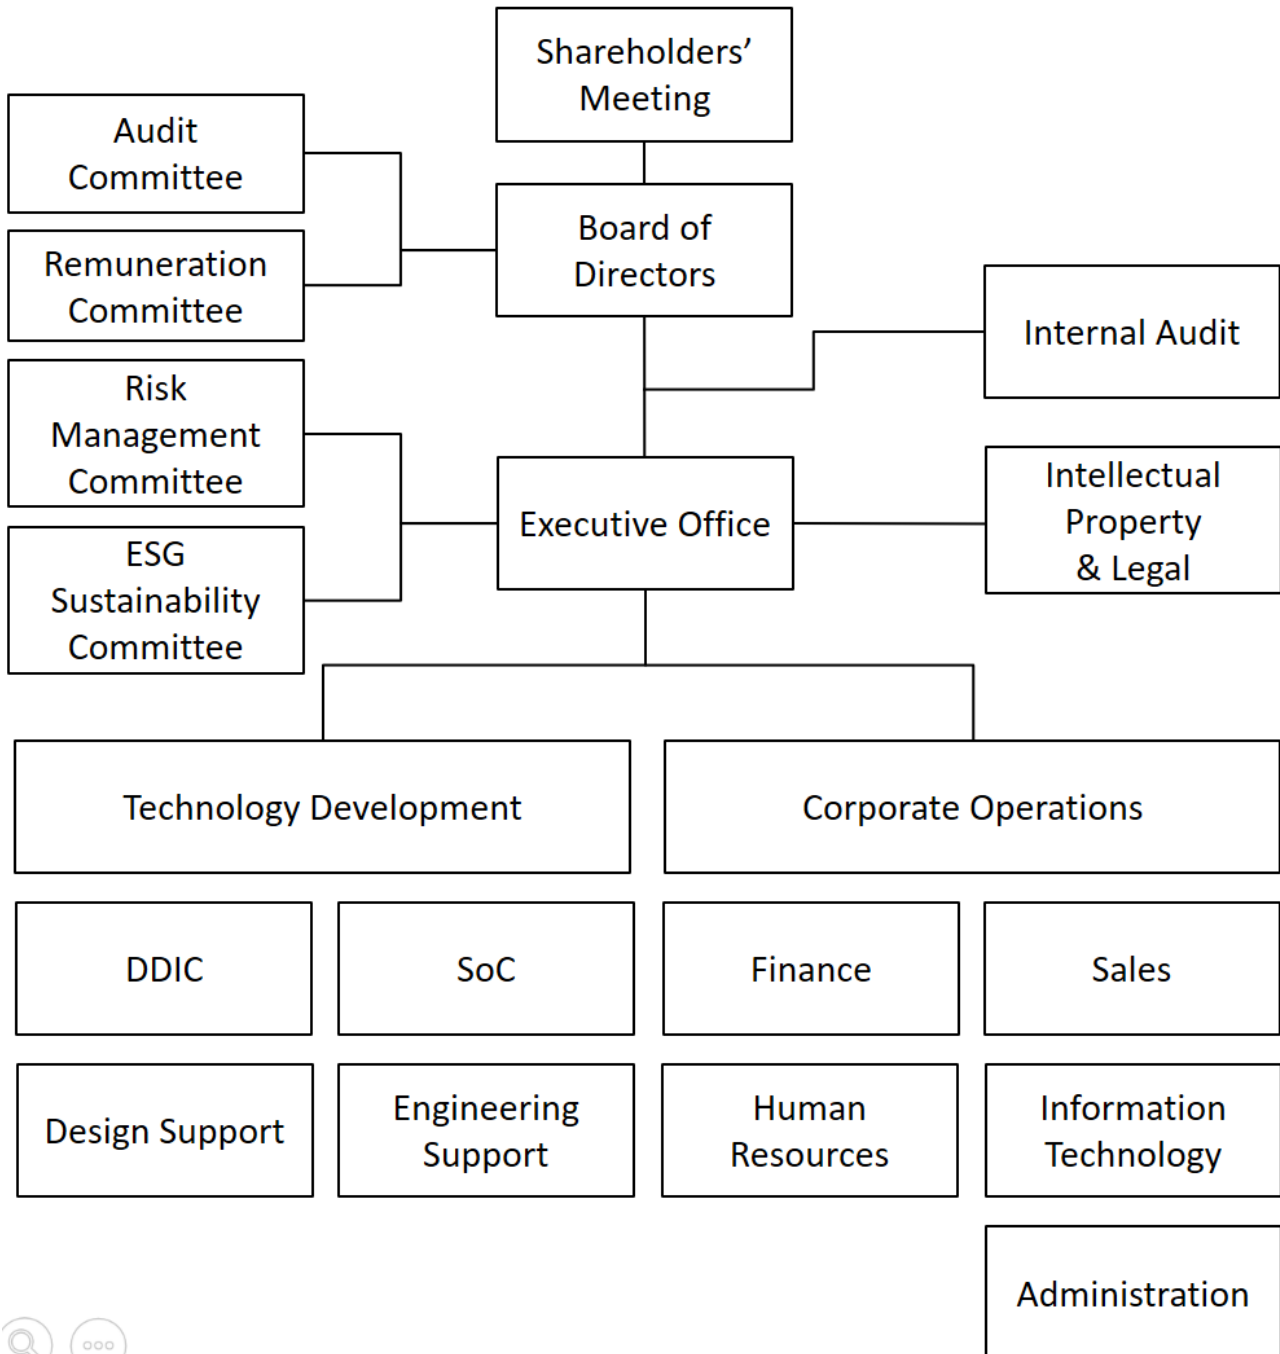 Shareholders’
Meeting
Audit
Committee
Board of
Directors
Remuneration
Committee
Internal Audit
Risk
Management
Committee
Executive Office
Intellectual
Property
& Legal
ESG
Sustainability
Committee
Technology Development
Corporate Operations
DDIC
SoC
Finance
Sales
Design Support
Engineering
Support
Human
Resources
Information
Technology
Administration